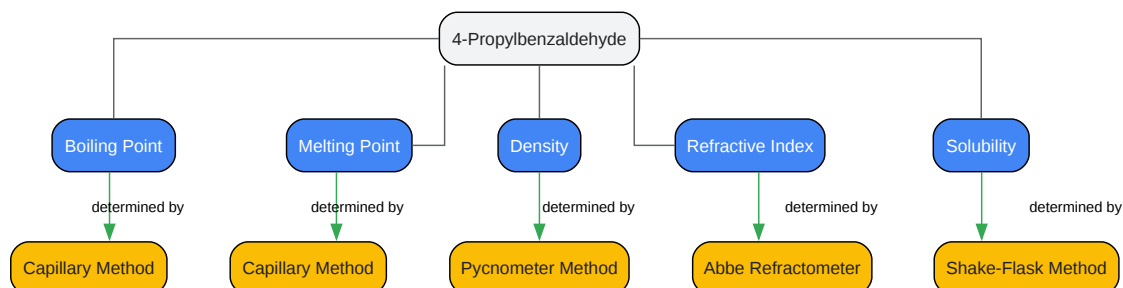 4-Propylbenzaldehyde
Boiling Point
Melting Point
Density
Refractive Index
Solubility
determined by
determined by
determined by
determined by
determined by
Capillary Method
Capillary Method
Pycnometer Method
Abbe Refractometer
Shake-Flask Method